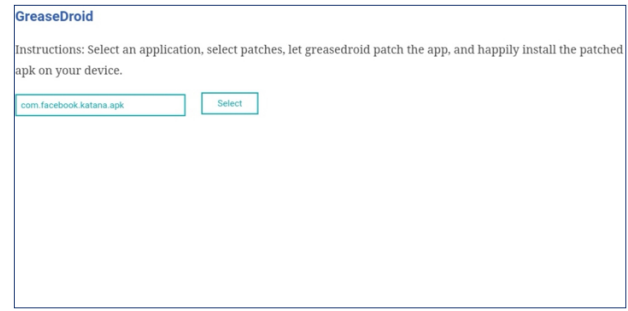 GreaseDroid
Instructions: Select an application, select patches, let greasedroid patch the app, and happily install the patched
apk on your device.
com.facebook.katana.apk Select